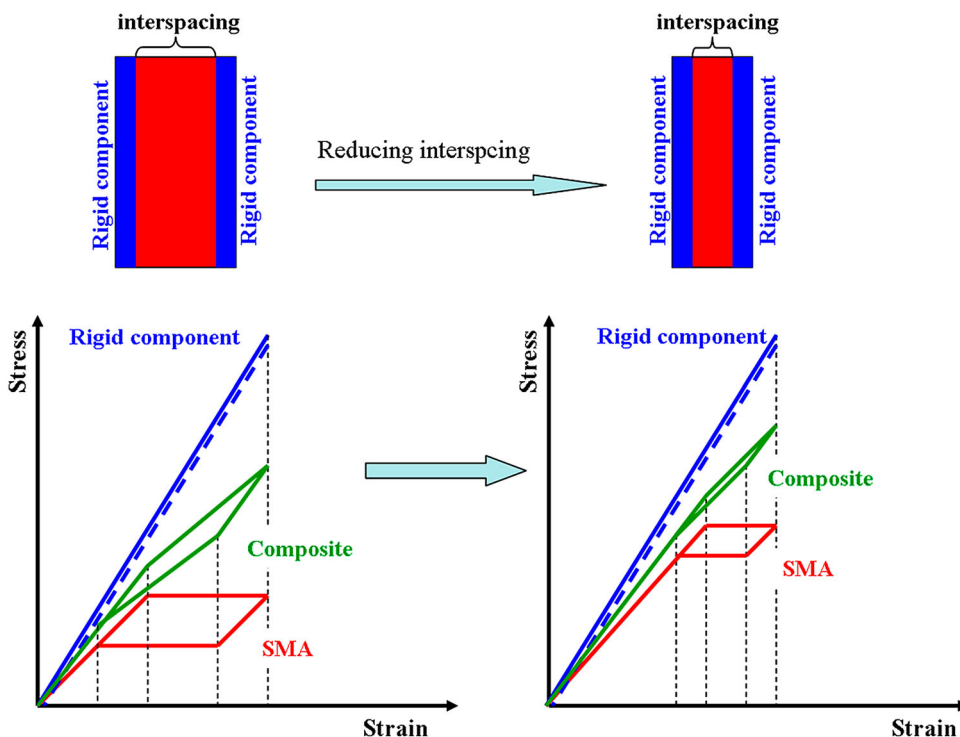 interspacing
interspacing
Rigid component
Rigid component
Reducing interspcing
Rigid component
Rigid component
Stress
Rigid component
Composite
SMA
Strain
Stress
Rigid component
Composite
SMA
Strain